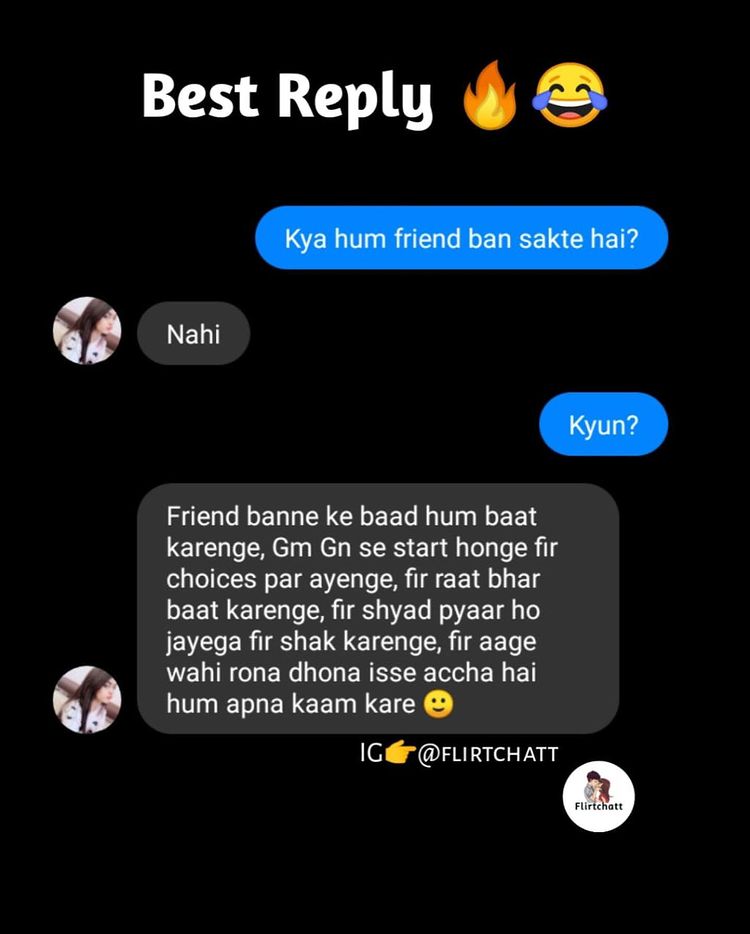 Best Reply 🔥😂
Kya hum friend ban sakte hai?
Nahi
Kyun?
Friend banne ke baad hum baat
karenge, Gm Gn se start honge fir
choices par ayenge, fir raat bhar
baat karenge, fir shyad pyaar ho
jayega fir shak karenge, fir aage
wahi rona dhona isse accha hai
hum apna kaam kare 🙂
IG👉@FLIRTCHATT
Flirtchatt